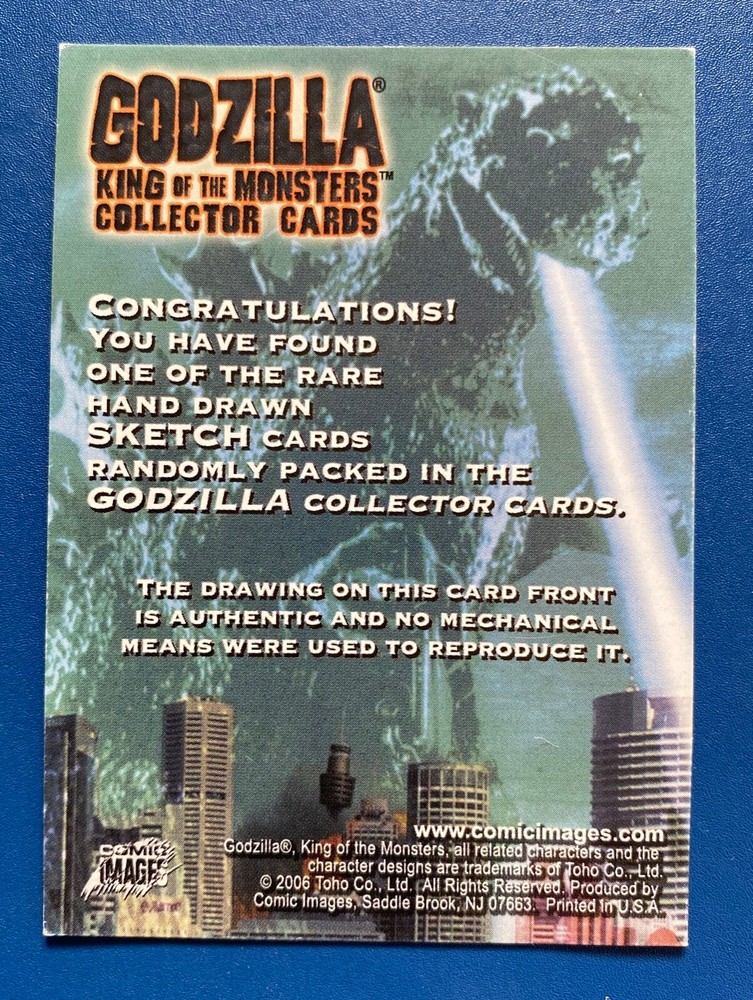 GODZILLA®
KING OF THE MONSTERS™
COLLECTOR CARDS
CONGRATULATIONS!
YOU HAVE FOUND
ONE OF THE RARE
HAND DRAWN
SKETCH CARDS
RANDOMLY PACKED IN THE
GODZILLA COLLECTOR CARDS.
THE DRAWING ON THIS CARD FRONT
IS AUTHENTIC AND NO MECHANICAL
MEANS WERE USED TO REPRODUCE IT.
www.comicimages.com
COMIC
IMAGES
Godzilla®, King of the Monsters, all related characters and the
character designs are trademarks of Toho Co., Ltd.
© 2006 Toho Co., Ltd. All Rights Reserved. Produced by
Comic Images, Saddle Brook, NJ 07663. Printed in U.S.A.